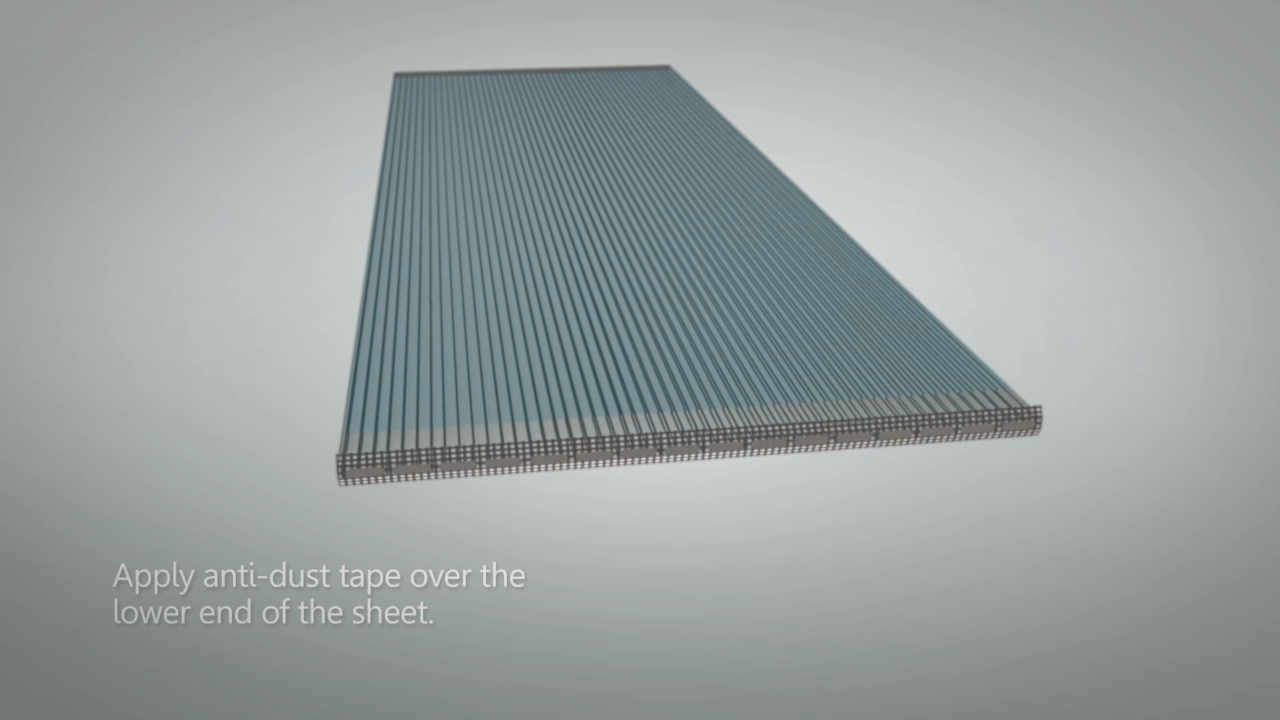 Apply anti-dust tape over the
lower end of the sheet.